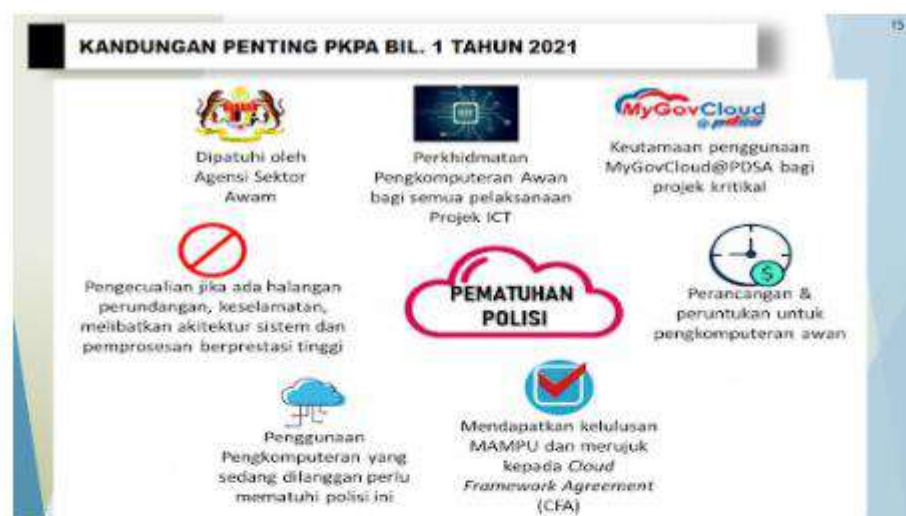 15
KANDUNGAN PENTING PKPA BIL. 1 TAHUN 2021
Dipatuhi oleh
Agensi Sektor
Awam
Perkhidmatan
Pengkomputeran Awan
bagi semua pelaksanaan
Projek ICT
MyGovCloud
@pdsa
Keutamaan penggunaan
MyGovCloud@PDSA bagi
projek kritikal
Pengecualian jika ada halangan
perundangan, keselamatan,
melibatkan akitektur sistem dan
pemprosesan berprestasi tinggi
PEMATUHAN
POLISI
$
Perancangan &
peruntukan untuk
pengkomputeran awan
Penggunaan
Pengkomputeran yang
sedang dilanggan perlu
mematuhi polisi ini
Mendapatkan kelulusan
MAMPU dan merujuk
kepada Cloud
Framework Agreement
(CFA)